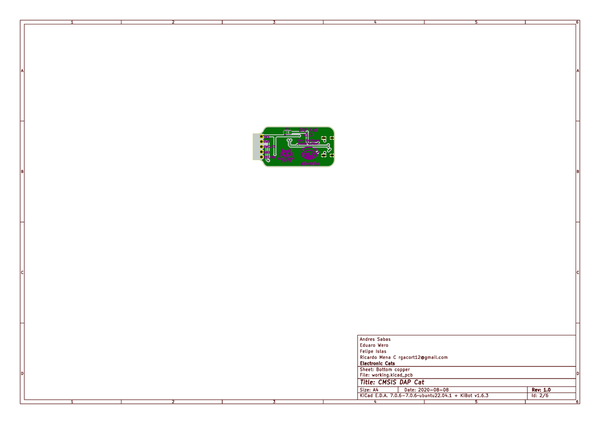 1 2 3 4 5 6
A A
B B
C C
D D
Andres Sabas
Eduaro Wero
Felipe Islas
Ricardo Mena C rgacort12@gmail.com
Electronic Cats
Sheet: Bottom copper
File: working.kicad_pcb
Title: CMSIS DAP Cat
Size: A4 Date: 2020-08-08 Rev: 1.0
KiCad E.D.A. 7.0.6-7.0.6~ubuntu22.04.1 + KiBot v1.6.3 Id: 2/6
1 2 3 4 5 6